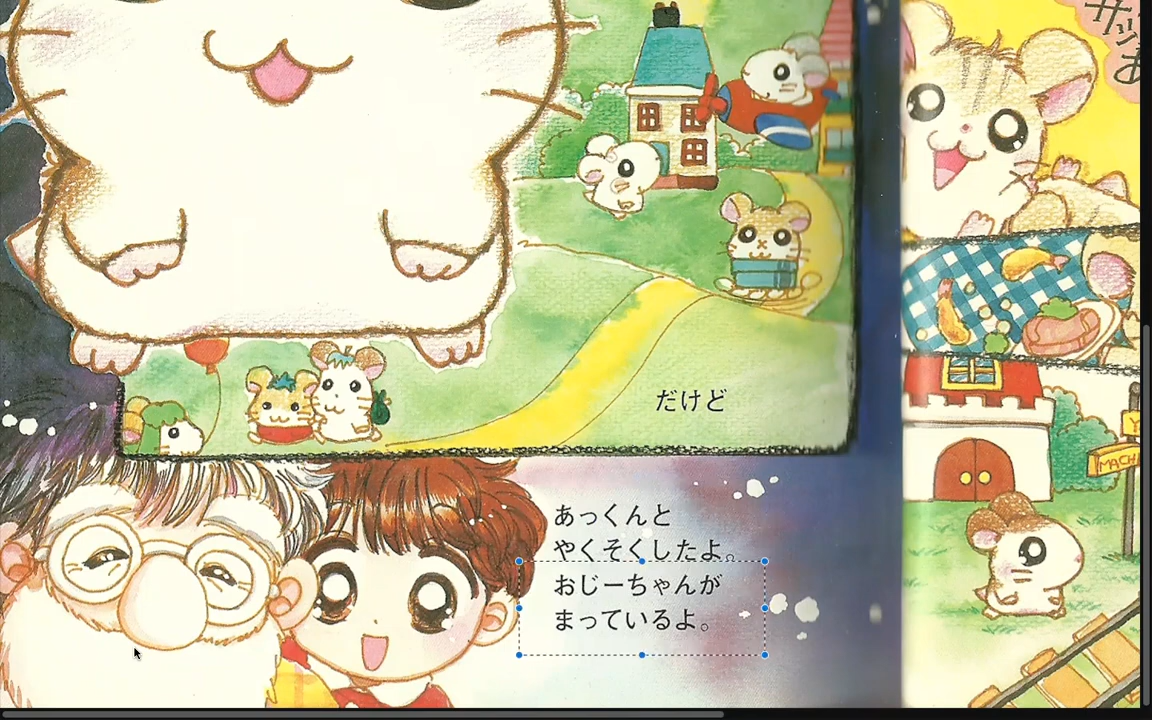 だけど
あっくんと
やくそくしたよ。
おじーちゃんが
まっているよ。
MACH